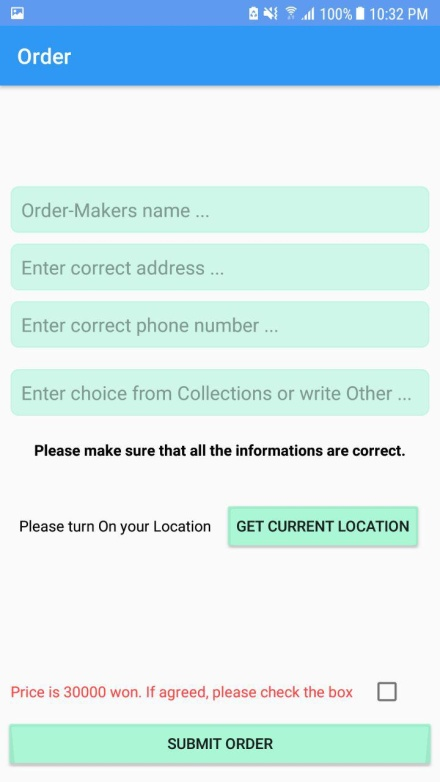 100% 10:32 PM
Order
Order-Makers name ...
Enter correct address ...
Enter correct phone number ...
Enter choice from Collections or write Other ...
Please make sure that all the informations are correct.
Please turn On your Location GET CURRENT LOCATION
Price is 30000 won. If agreed, please check the box
SUBMIT ORDER